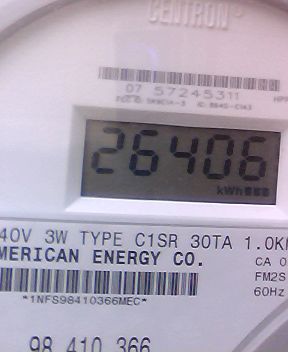 CENTRON
07 57245311
26406
kWh
40V 3W TYPE C1SR 30TA 1.0K
MERICAN ENERGY CO.
CA 0
FM2S
60Hz
*1NFS98410366MEC*
98 410 366